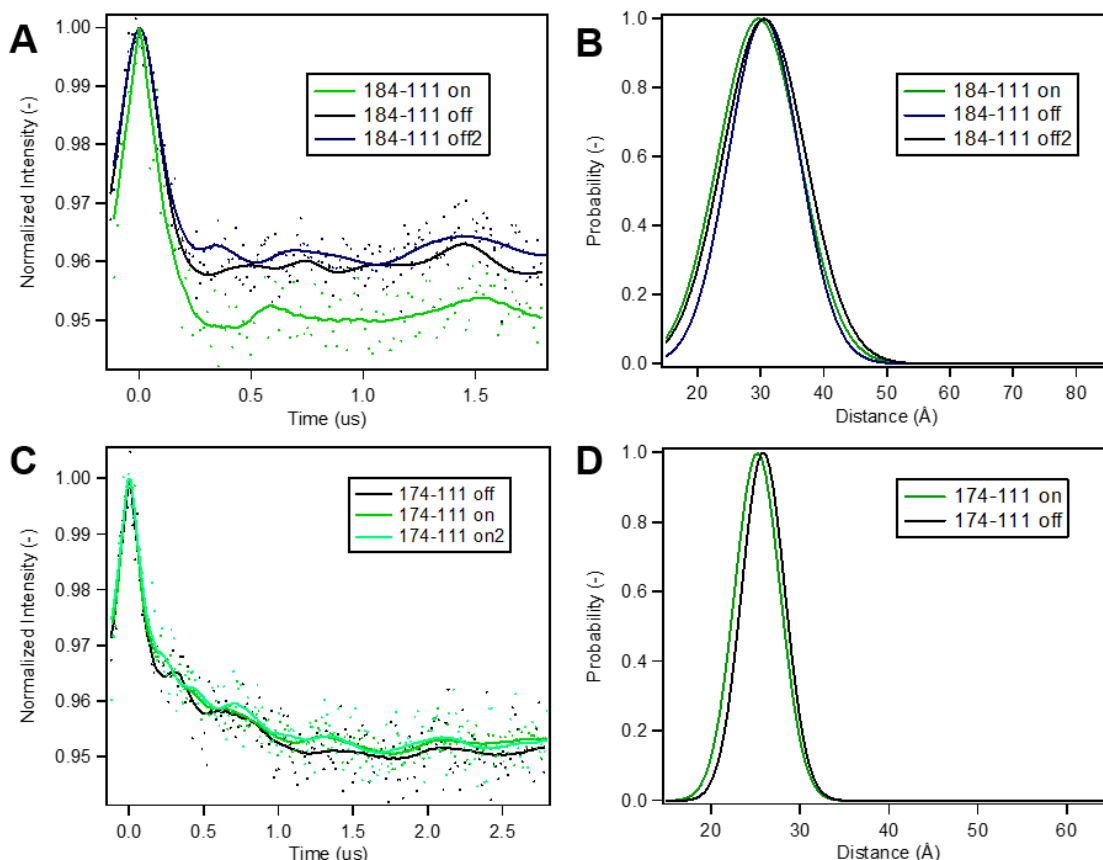 A
Normalized Intensity (-)
1.00
0.99
0.98
0.97
0.96
0.95
184-111 on
184-111 off
184-111 off2
0.0
0.5
1.0
1.5
Time (us)
B
Probability (-)
1.0
0.8
0.6
0.4
0.2
0.0
184-111 on
184-111 off
184-111 off2
20
30
40
50
60
70
80
Distance (Å)
C
Normalized Intensity (-)
1.00
0.99
0.98
0.97
0.96
0.95
174-111 off
174-111 on
174-111 on2
0.0
0.5
1.0
1.5
2.0
2.5
Time (us)
D
Probability (-)
1.0
0.8
0.6
0.4
0.2
0.0
174-111 on
174-111 off
20
30
40
50
60
Distance (Å)